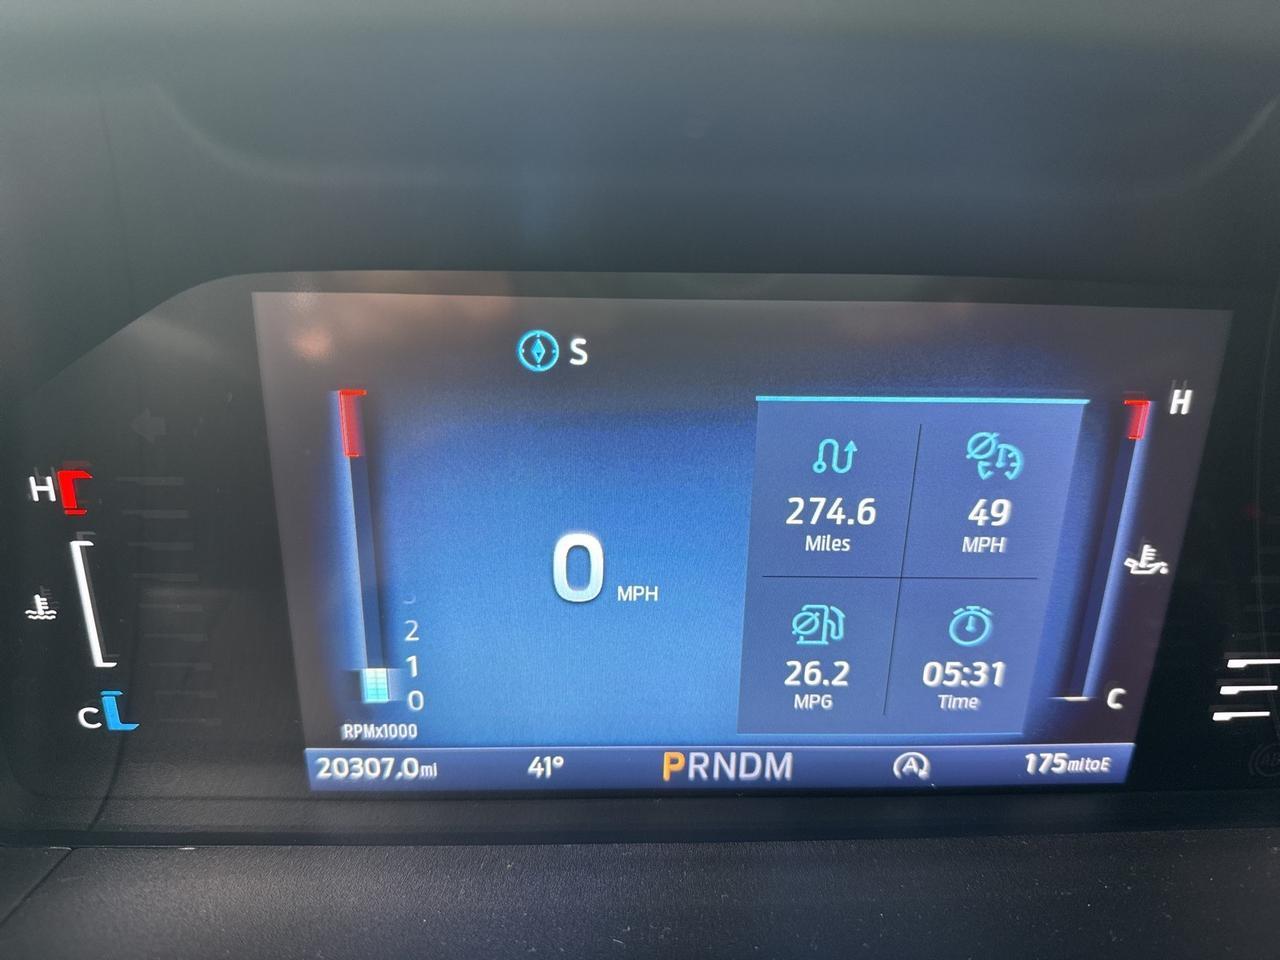 S
H
H
274.6
Miles
49
MPH
0 MPH
2
1
0
26.2
MPG
05:31
Time
C
C
RPMx1000
20307.0mi
41°
PRNDM
A
175mitoE